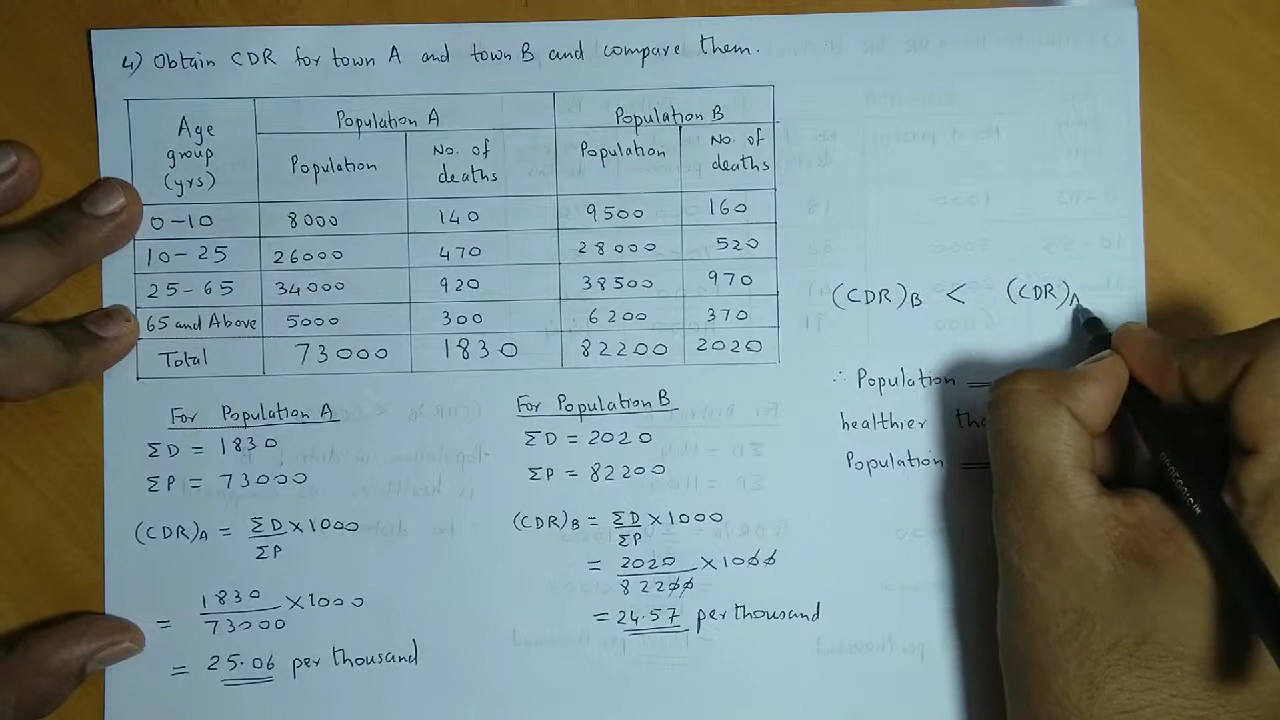 4) Obtain CDR for town A and town B and compare them.
Age group (yrs) Population A Population B
Population No. of deaths Population No. of deaths
0-10 8000 140 9500 160
10-25 26000 470 28000 520
25-65 34000 920 38500 970
65 and Above 5000 300 6200 370
Total 73000 1830 82200 2020
For Population A
ΣD = 1830
ΣP = 73000
(CDR)A = ΣD/ΣP ×1000
= 1830/73000 ×1000
= 25.06 per thousand
For Population B
ΣD = 2020
ΣP = 82200
(CDR)B = ΣD/ΣP ×1000
= 2020/82200 ×1000
= 24.57 per thousand
(CDR)B < (CDR)A
∴ Population
healthier
Population